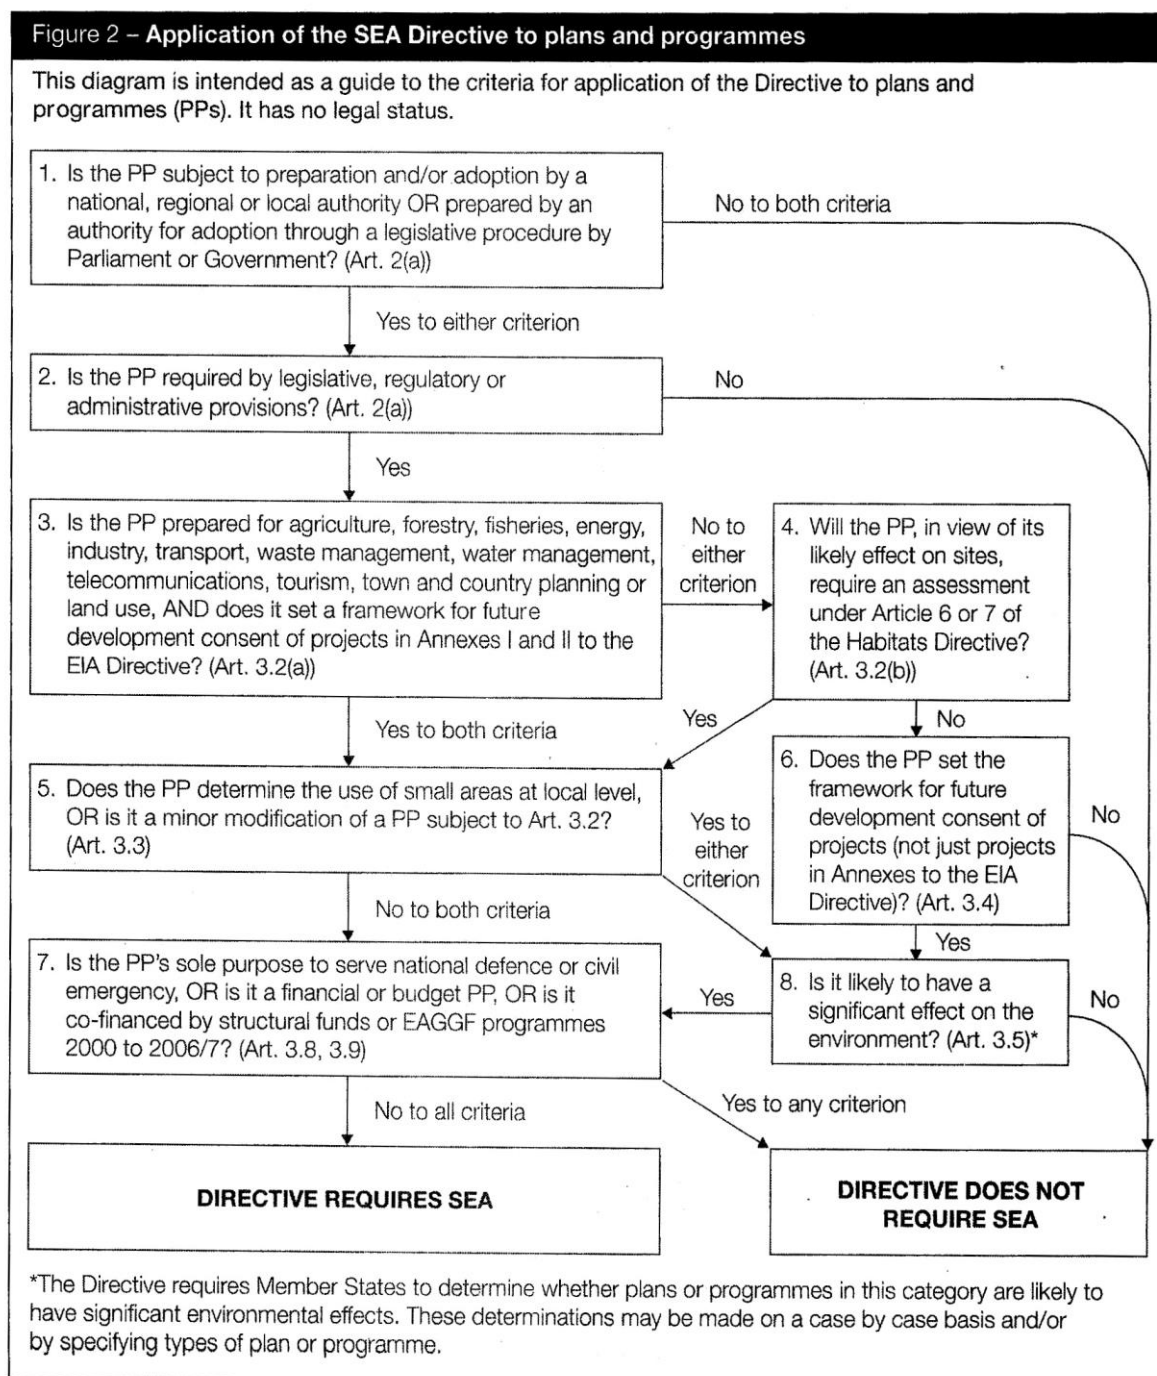 Figure 2 – Application of the SEA Directive to plans and programmes
This diagram is intended as a guide to the criteria for application of the Directive to plans and
programmes (PPs). It has no legal status.
1. Is the PP subject to preparation and/or adoption by a
national, regional or local authority OR prepared by an
authority for adoption through a legislative procedure by
Parliament or Government? (Art. 2(a))
No to both criteria
Yes to either criterion
2. Is the PP required by legislative, regulatory or
administrative provisions? (Art. 2(a))
No
Yes
3. Is the PP prepared for agriculture, forestry, fisheries, energy,
industry, transport, waste management, water management,
telecommunications, tourism, town and country planning or
land use, AND does it set a framework for future
development consent of projects in Annexes I and II to the
EIA Directive? (Art. 3.2(a))
No to
either
criterion
4. Will the PP, in view of its
likely effect on sites,
require an assessment
under Article 6 or 7 of
the Habitats Directive?
(Art. 3.2(b))
Yes to both criteria
Yes
No
5. Does the PP determine the use of small areas at local level,
OR is it a minor modification of a PP subject to Art. 3.2?
(Art. 3.3)
Yes to
either
criterion
6. Does the PP set the
framework for future
development consent of
projects (not just projects
in Annexes to the EIA
Directive)? (Art. 3.4)
No
No to both criteria
Yes
7. Is the PP's sole purpose to serve national defence or civil
emergency, OR is it a financial or budget PP, OR is it
co-financed by structural funds or EAGGF programmes
2000 to 2006/7? (Art. 3.8, 3.9)
Yes
8. Is it likely to have a
significant effect on the
environment? (Art. 3.5)*
No
No to all criteria
Yes to any criterion
DIRECTIVE REQUIRES SEA
DIRECTIVE DOES NOT
REQUIRE SEA
*The Directive requires Member States to determine whether plans or programmes in this category are likely to
have significant environmental effects. These determinations may be made on a case by case basis and/or
by specifying types of plan or programme.